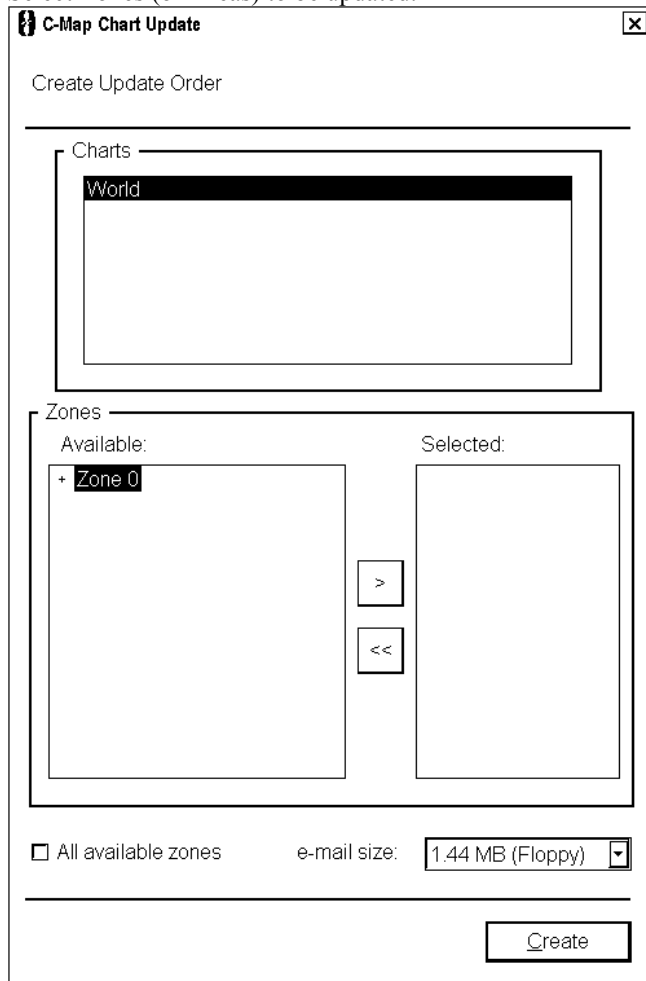 C-Map Chart Update
Create Update Order
Charts
World
Zones
Available:
Selected:
+ Zone 0
>
<<
All available zones
e-mail size:
1.44 MB (Floppy)
Create